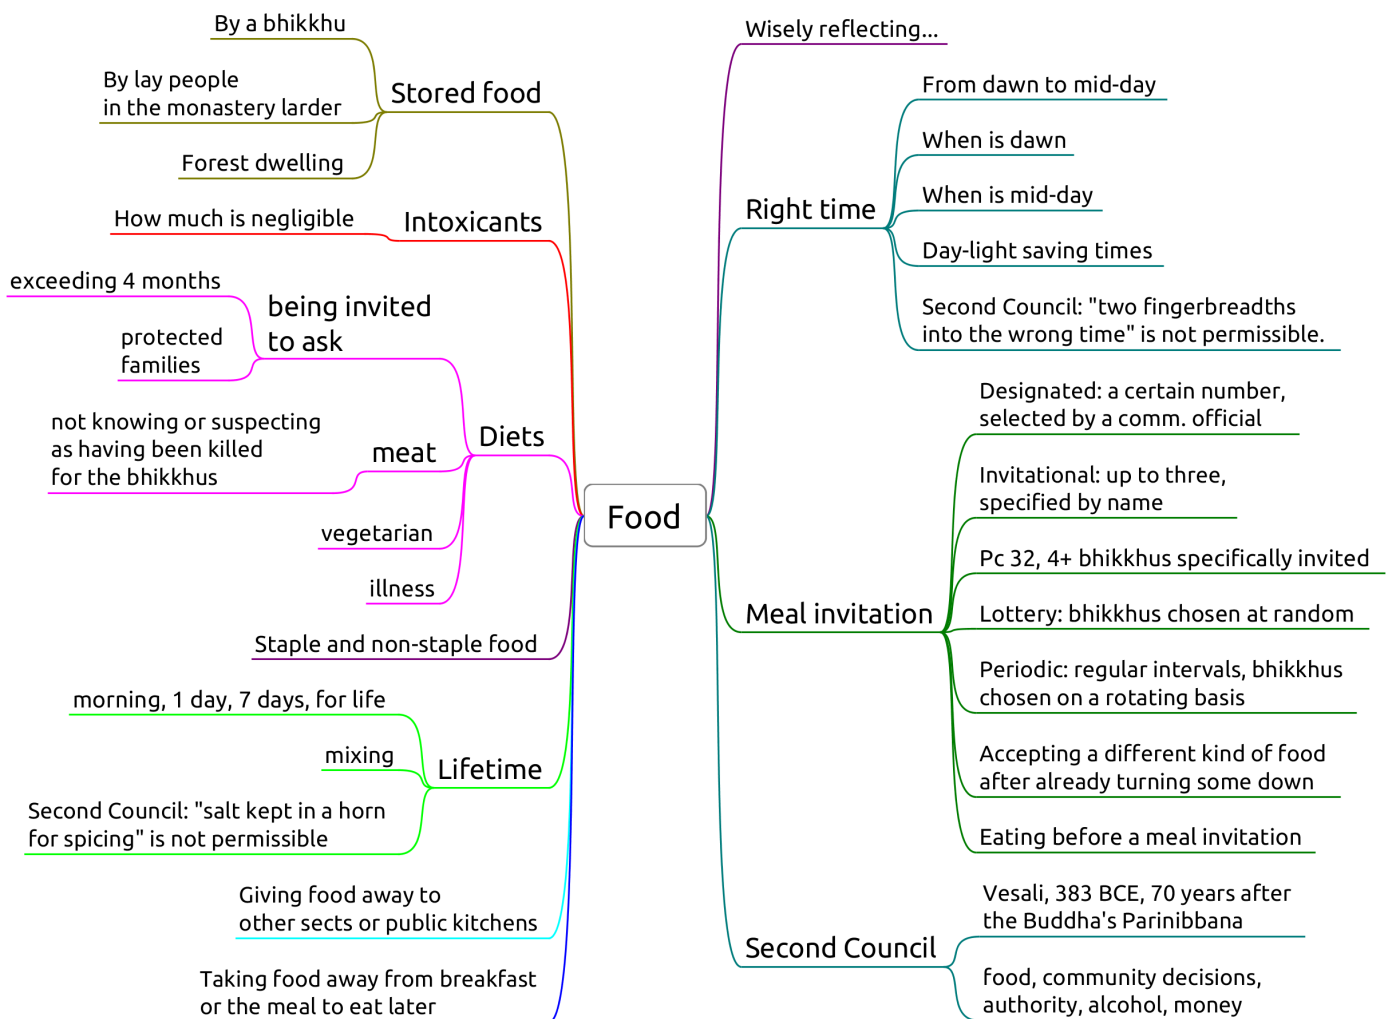 Food
Stored food
By a bhikkhu
By lay people
in the monastery larder
Forest dwelling
Intoxicants
How much is negligible
Diets
being invited
to ask
exceeding 4 months
protected
families
meat
not knowing or suspecting
as having been killed
for the bhikkhus
vegetarian
illness
Staple and non-staple food
Lifetime
morning, 1 day, 7 days, for life
mixing
Second Council: "salt kept in a horn
for spicing" is not permissible
Giving food away to
other sects or public kitchens
Taking food away from breakfast
or the meal to eat later
Wisely reflecting...
Right time
From dawn to mid-day
When is dawn
When is mid-day
Day-light saving times
Second Council: "two fingerbreadths
into the wrong time" is not permissible.
Meal invitation
Designated: a certain number,
selected by a comm. official
Invitational: up to three,
specified by name
Pc 32, 4+ bhikkhus specifically invited
Lottery: bhikkhus chosen at random
Periodic: regular intervals, bhikkhus
chosen on a rotating basis
Accepting a different kind of food
after already turning some down
Eating before a meal invitation
Second Council
Vesali, 383 BCE, 70 years after
the Buddha's Parinibbana
food, community decisions,
authority, alcohol, money